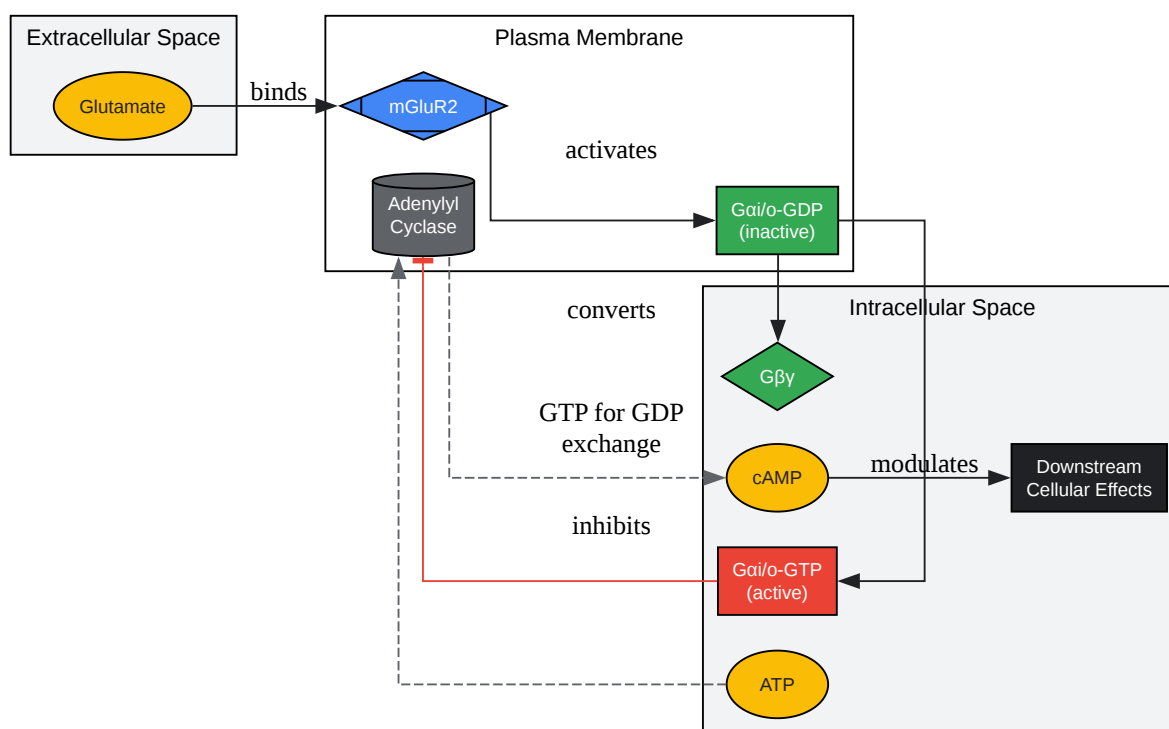 Extracellular Space
Plasma Membrane
Glutamate
binds
mGluR2
activates
Adenylyl
Cyclase
Gαi/o-GDP
(inactive)
converts
Intracellular Space
Gβγ
GTP for GDP
exchange
cAMP
modulates
Downstream
Cellular Effects
inhibits
Gαi/o-GTP
(active)
ATP